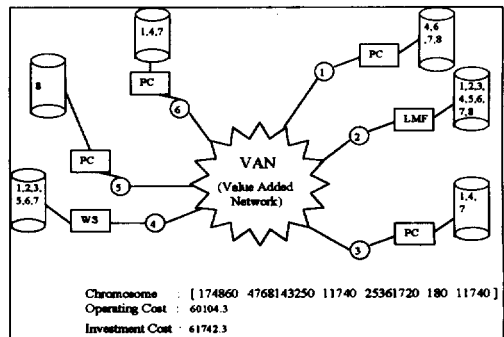 1,4,7
4,6
,7,8
PC
PC
1
8
6
1,2,3,
4,5,6,
7,8
LMF
2
VAN
(Value Added
Network)
PC
5
1,2,3,
5,6,7
WS
4
1,4,
7
PC
3
Chromosome : [ 174860 4768143250 11740 25361720 180 11740 ]
Operating Cost : 60104.3
Investment Cost : 61742.3